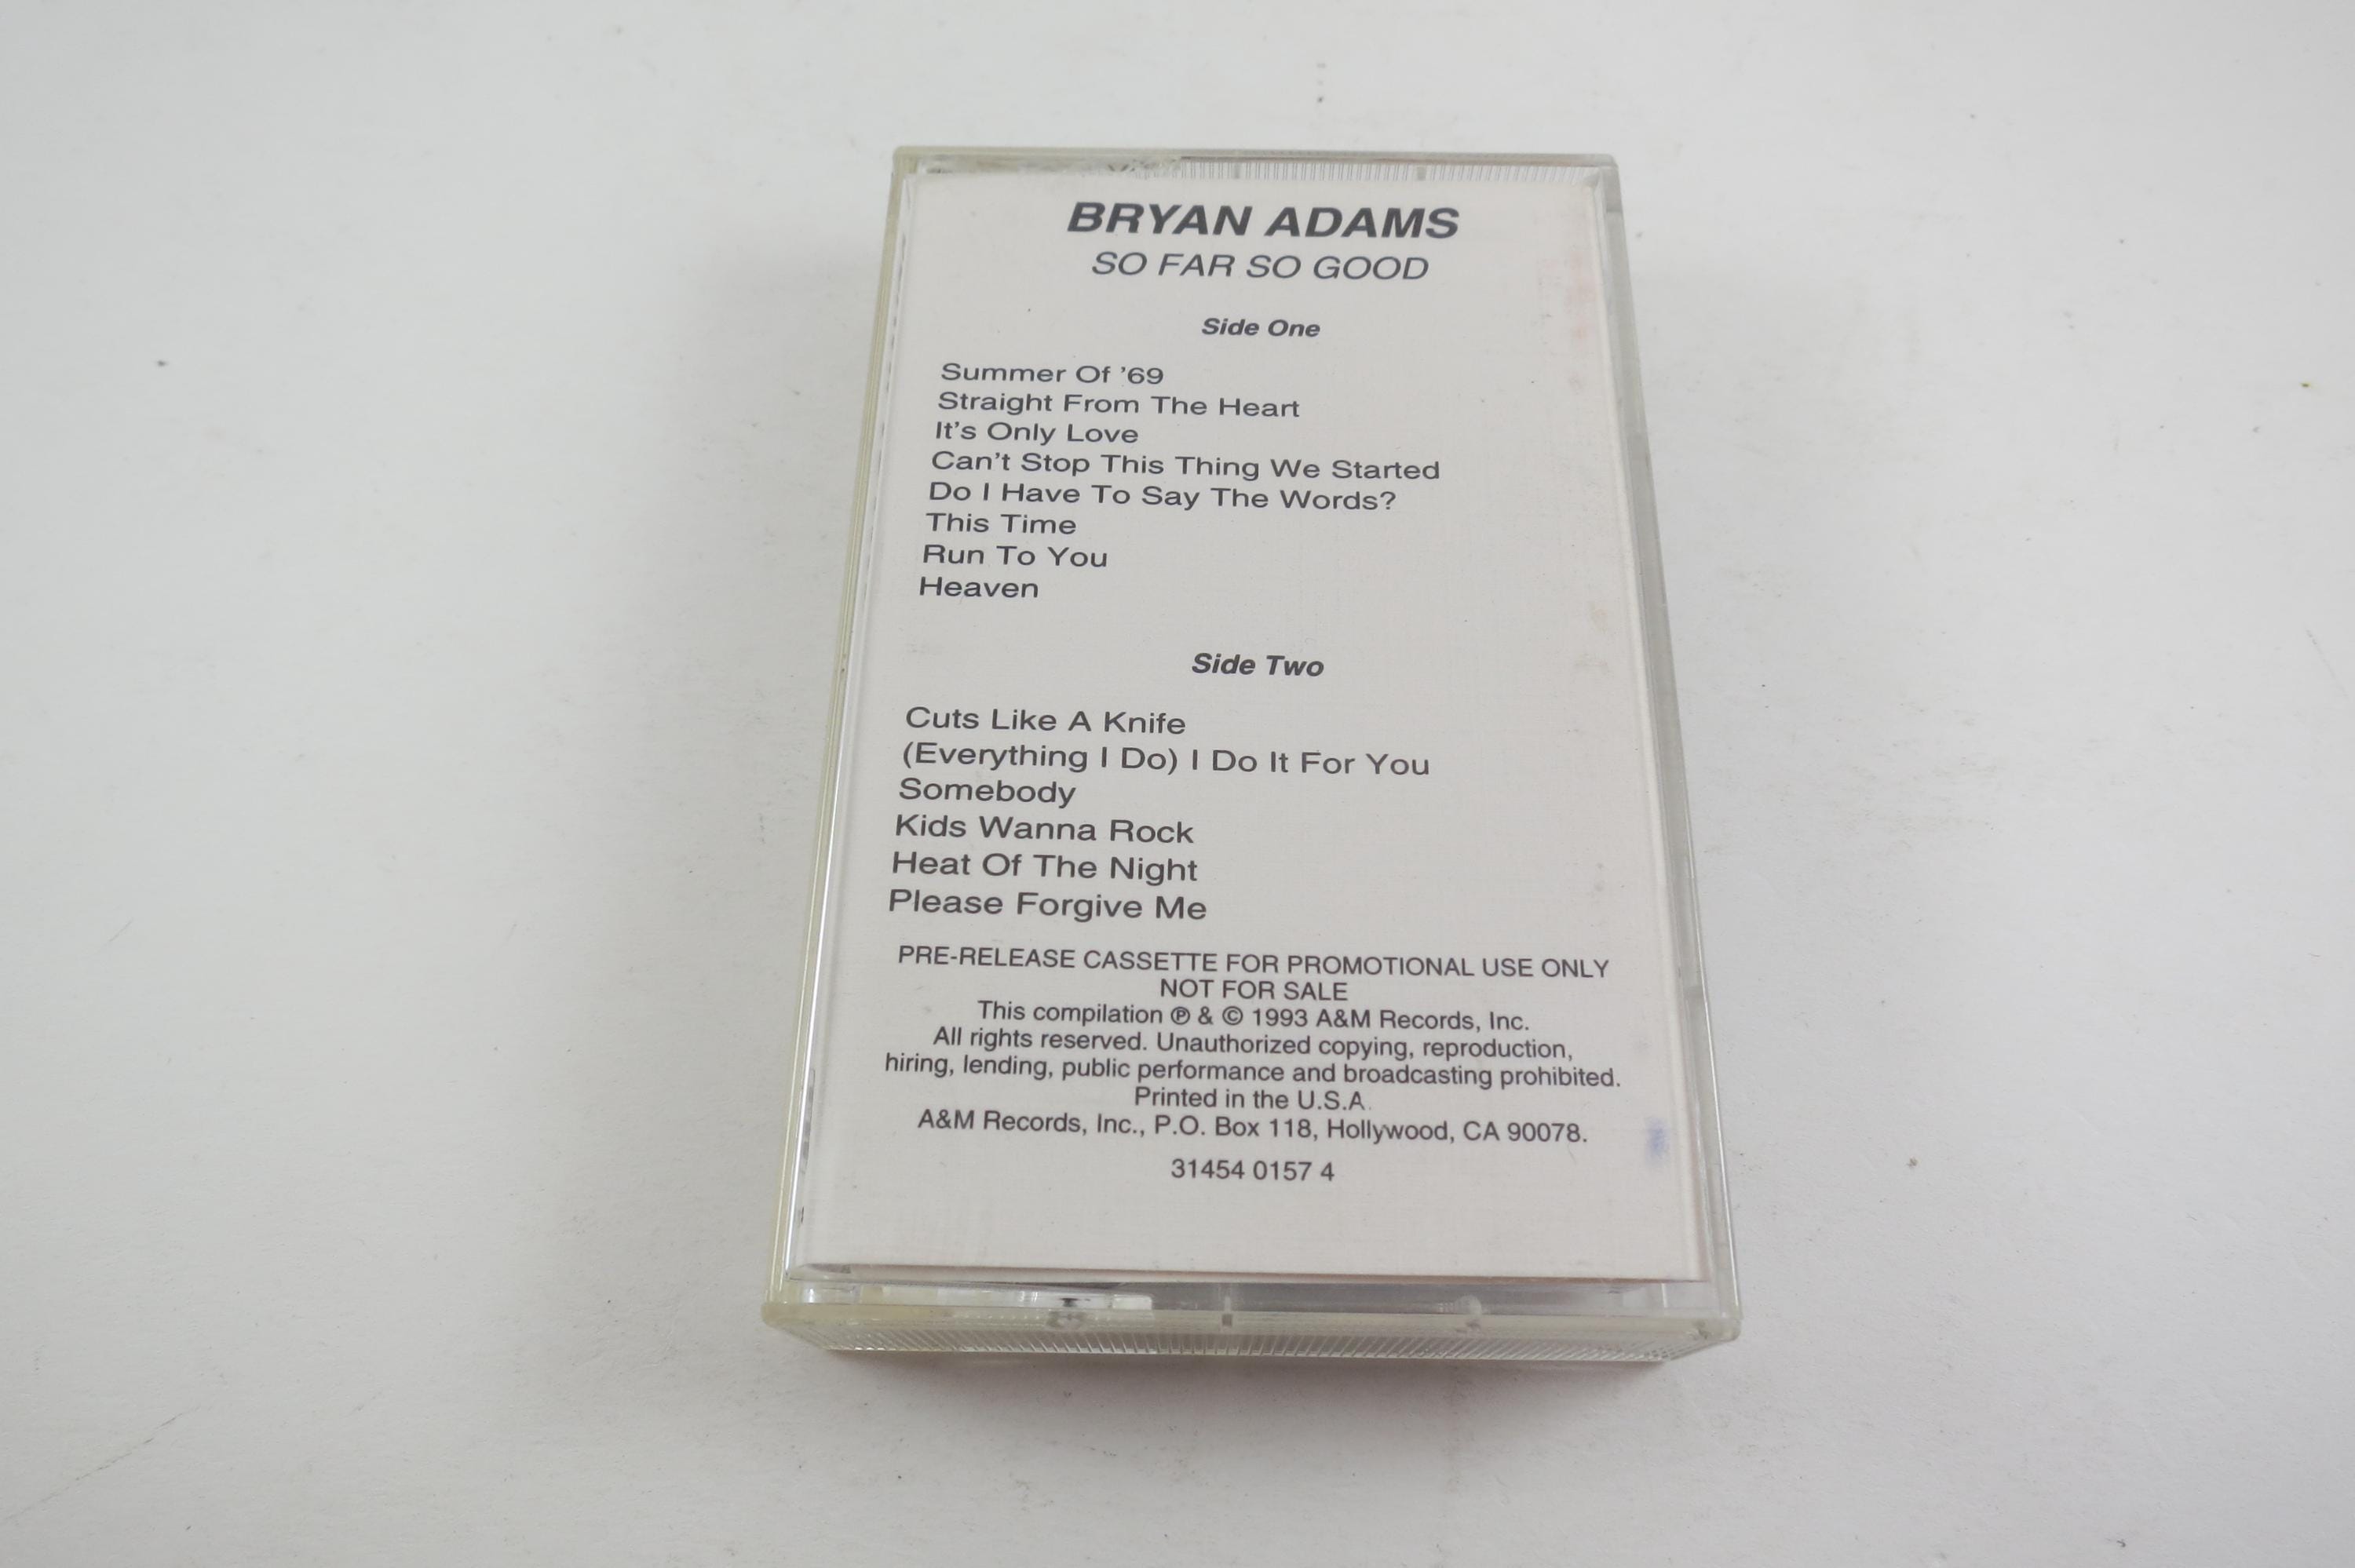 BRYAN ADAMS
SO FAR SO GOOD
Side One
Summer Of '69
Straight From The Heart
It's Only Love
Can't Stop This Thing We Started
Do I Have To Say The Words?
This Time
Run To You
Heaven
Side Two
Cuts Like A Knife
(Everything I Do) I Do It For You
Somebody
Kids Wanna Rock
Heat Of The Night
Please Forgive Me
PRE-RELEASE CASSETTE FOR PROMOTIONAL USE ONLY
NOT FOR SALE
This compilation ℗ & © 1993 A&M Records, Inc.
All rights reserved. Unauthorized copying, reproduction,
hiring, lending, public performance and broadcasting prohibited.
Printed in the U.S.A.
A&M Records, Inc., P.O. Box 118, Hollywood, CA 90078.
31454 0157 4